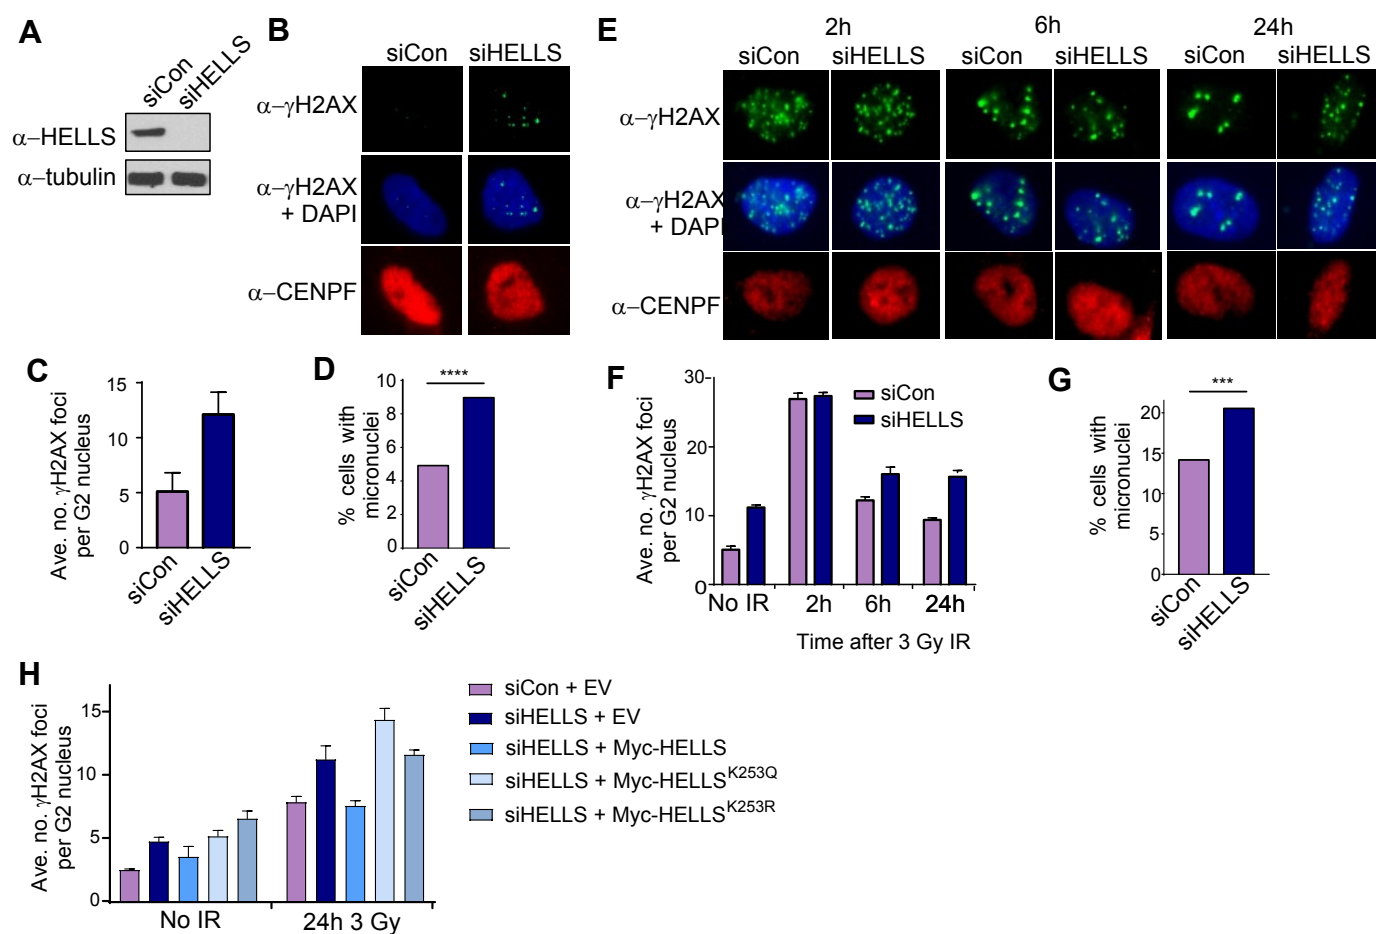 A
siCon
siHELLS
α–HELLS
α–tubulin
B
siCon
siHELLS
α–γH2AX
α–γH2AX
+ DAPI
α–CENPF
E
2h
6h
24h
siCon
siHELLS
siCon
siHELLS
siCon
siHELLS
α–γH2AX
α–γH2AX
+ DAPI
α–CENPF
C
Ave. no. γH2AX foci
per G2 nucleus
15
10
5
0
siCon
siHELLS
D
% cells with
micronuclei
10
8
6
4
2
0
****
siCon
siHELLS
F
Ave. no. γH2AX foci
per G2 nucleus
30
20
10
0
siCon
siHELLS
No IR
2h
6h
24h
Time after 3 Gy IR
G
% cells with
micronuclei
20
15
10
5
0
***
siCon
siHELLS
H
Ave. no. γH2AX foci
per G2 nucleus
15
10
5
0
No IR
24h 3 Gy
siCon + EV
siHELLS + EV
siHELLS + Myc-HELLS
siHELLS + Myc-HELLS^K253Q
siHELLS + Myc-HELLS^K253R